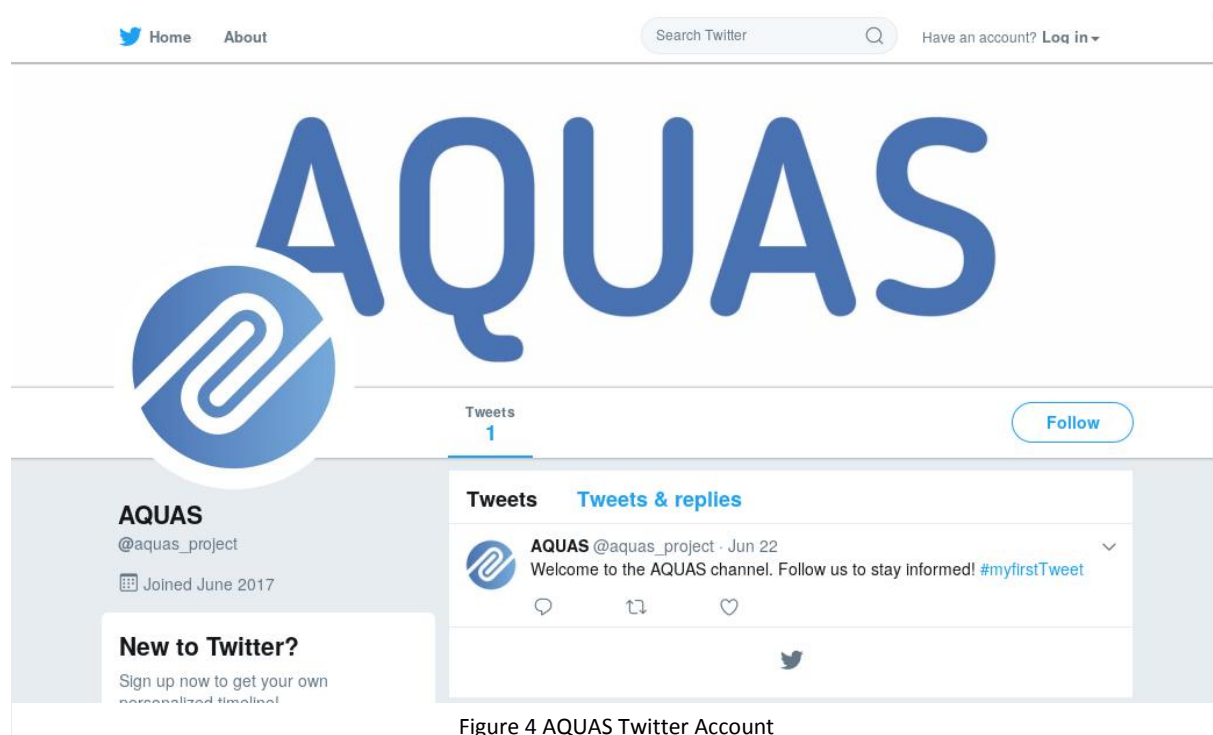 Home About Search Twitter Have an account? Log in
AQUAS
Tweets
1
Follow
AQUAS
@aquas_project
Joined June 2017
New to Twitter?
Sign up now to get your own
personalized timeline!
Tweets Tweets & replies
AQUAS @aquas_project · Jun 22
Welcome to the AQUAS channel. Follow us to stay informed! #myfirstTweet
Figure 4 AQUAS Twitter Account